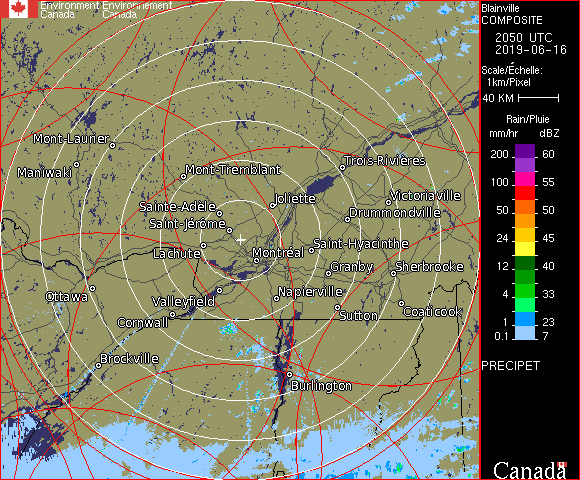 Environment Environnement
Canada Canada
Blainville
COMPOSITE
2050 UTC
2019-06-16
Scale/Échelle:
1km/Pixel
40 KM
Rain/Pluie
mm/hr dBZ
200 60
150 57
100 55
50 50
24 45
12 40
4 33
1 23
0.1 7
PRECIPET
Canada
Mont-Laurier
Maniwaki
Mont-Tremblant
Trois-Rivières
Joliette
Victoriaville
Sainte-Adèle
Drummondville
Saint-Jérôme
Saint-Hyacinthe
Lachute
Montréal
Granby
Sherbrooke
Ottawa
Valleyfield
Napierville
Coaticook
Cornwall
Sutton
Brockville
Burlington